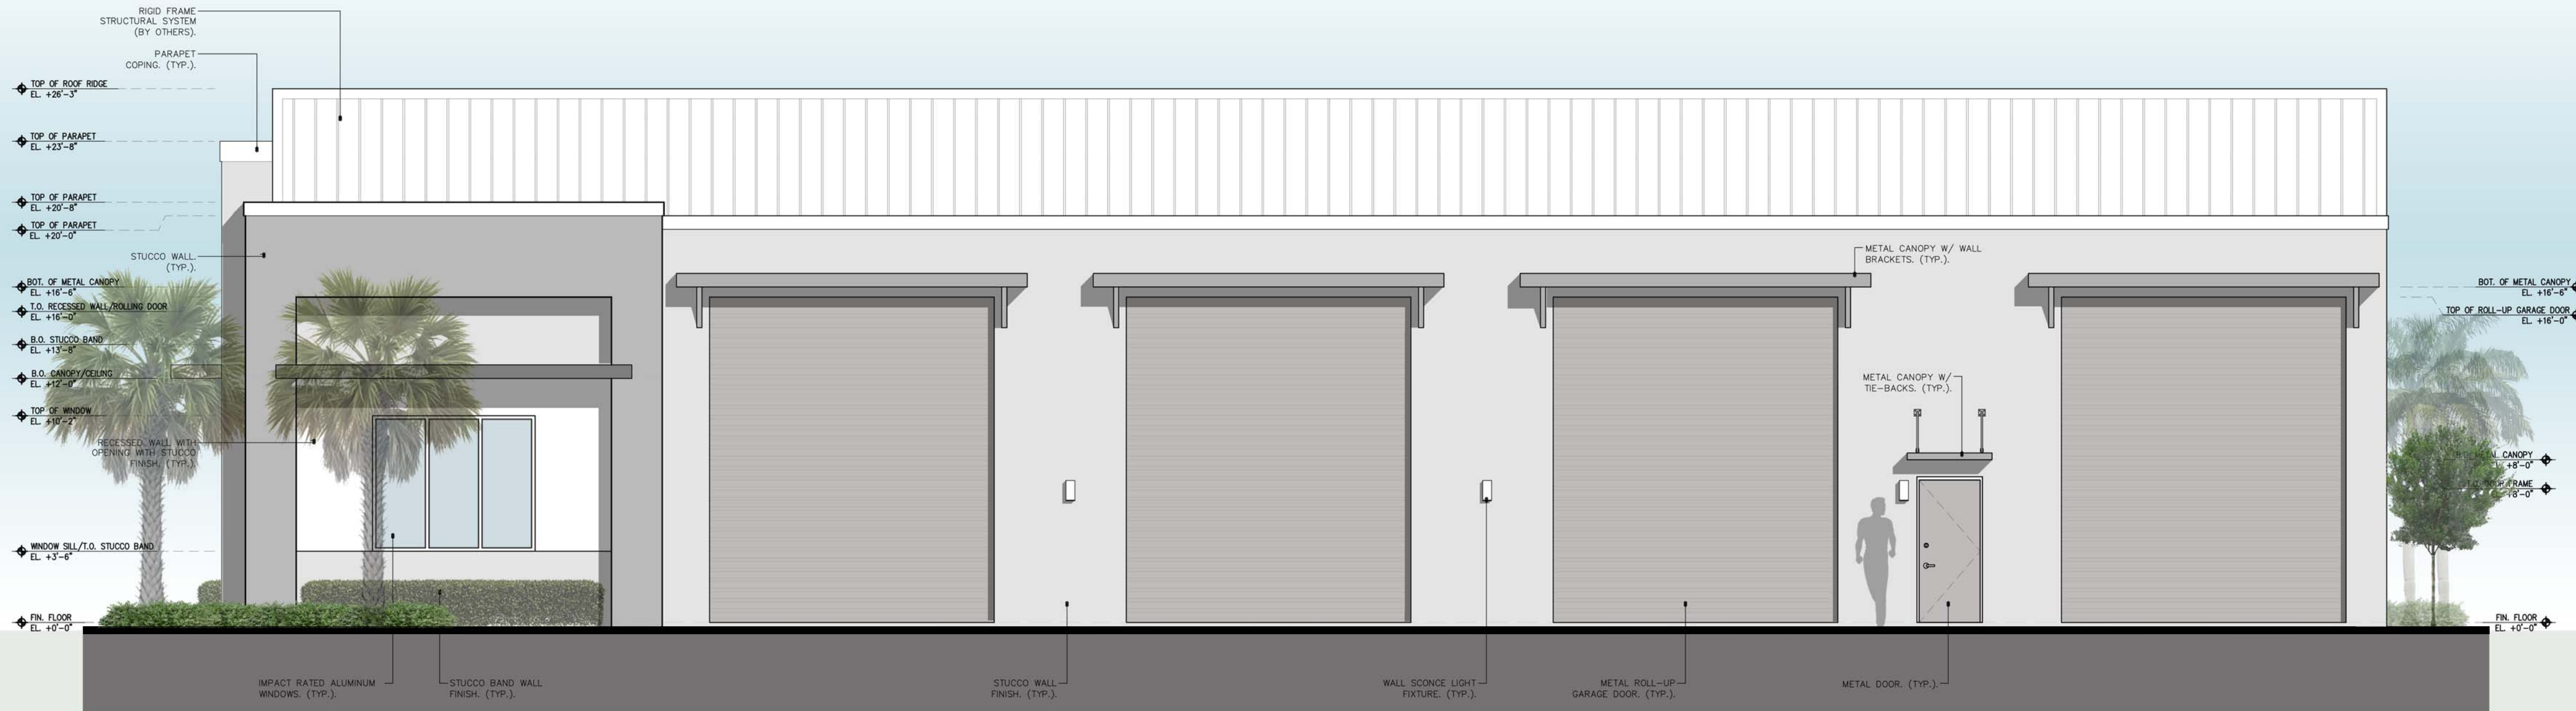 RIGID FRAME
STRUCTURAL SYSTEM
(BY OTHERS).
PARAPET
COPING. (TYP.).
TOP OF ROOF RIDGE
EL. +26'-3"
TOP OF PARAPET
EL. +23'-8"
TOP OF PARAPET
EL. +20'-8"
TOP OF PARAPET
EL. +20'-0"
STUCCO WALL.
(TYP.).
BOT. OF METAL CANOPY
EL. +16'-6"
T.O. RECESSED WALL/ROLLING DOOR
EL. +16'-0"
B.O. STUCCO BAND
EL. +13'-8"
B.O. CANOPY/CEILING
EL. +12'-0"
TOP OF WINDOW
EL. +10'-2"
RECESSED WALL WITH
OPENING WITH STUCCO
FINISH. (TYP.).
WINDOW SILL/T.O. STUCCO BAND
EL. +3'-6"
FIN. FLOOR
EL. +0'-0"
METAL CANOPY W/ WALL
BRACKETS. (TYP.).
METAL CANOPY W/
TIE-BACKS. (TYP.).
BOT. OF METAL CANOPY
EL. +16'-6"
TOP OF ROLL-UP GARAGE DOOR
EL. +16'-0"
CANOPY
+8'-0"
FRAME
-0"
FIN. FLOOR
EL. +0'-0"
IMPACT RATED ALUMINUM
WINDOWS. (TYP.).
STUCCO BAND WALL
FINISH. (TYP.).
STUCCO WALL
FINISH. (TYP.).
WALL SCONCE LIGHT
FIXTURE. (TYP.).
METAL ROLL-UP
GARAGE DOOR. (TYP.).
METAL DOOR. (TYP.).